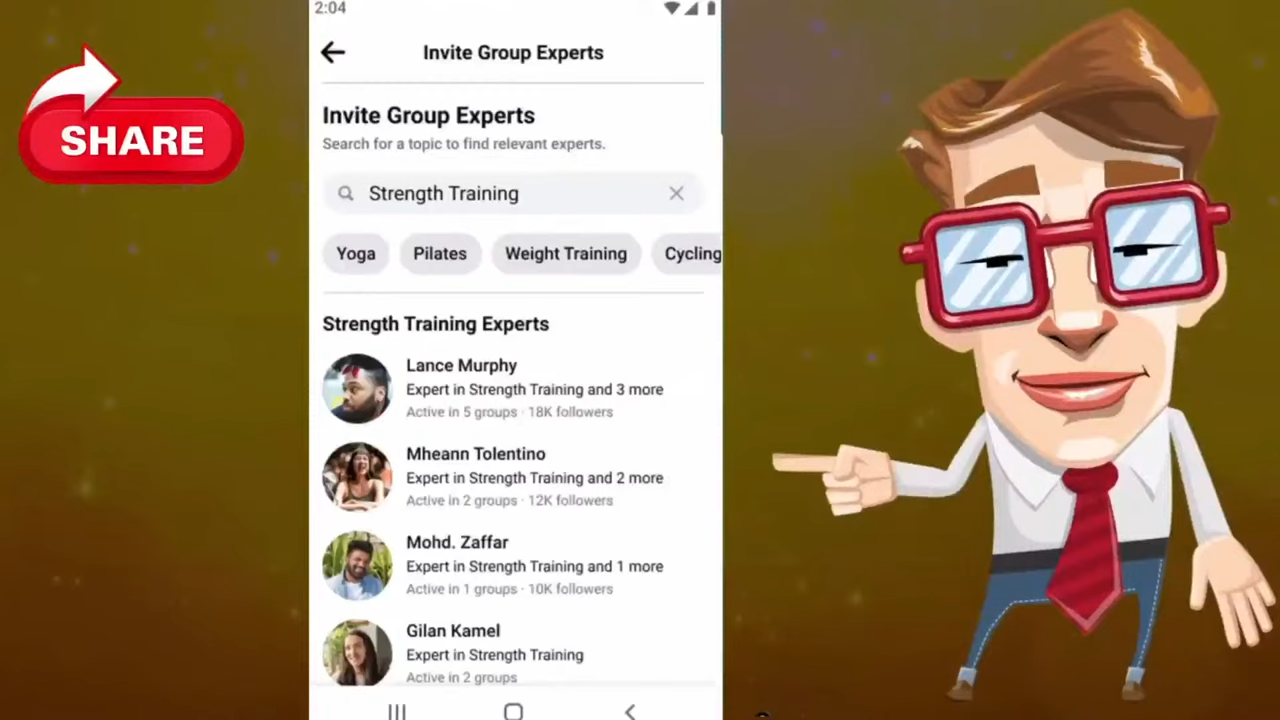 2:04
SHARE
Invite Group Experts
Invite Group Experts
Search for a topic to find relevant experts.
Strength Training
Yoga
Pilates
Weight Training
Cycling
Strength Training Experts
Lance Murphy
Expert in Strength Training and 3 more
Active in 5 groups · 18K followers
Mheann Tolentino
Expert in Strength Training and 2 more
Active in 2 groups · 12K followers
Mohd. Zaffar
Expert in Strength Training and 1 more
Active in 1 groups · 10K followers
Gilan Kamel
Expert in Strength Training
Active in 2 groups